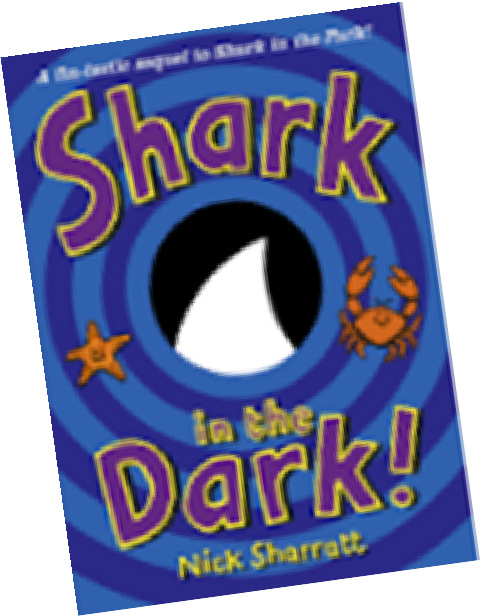 A fin-tastic sequel to Shark in the Park!
Shark
in the
Dark!
Nick Sharratt